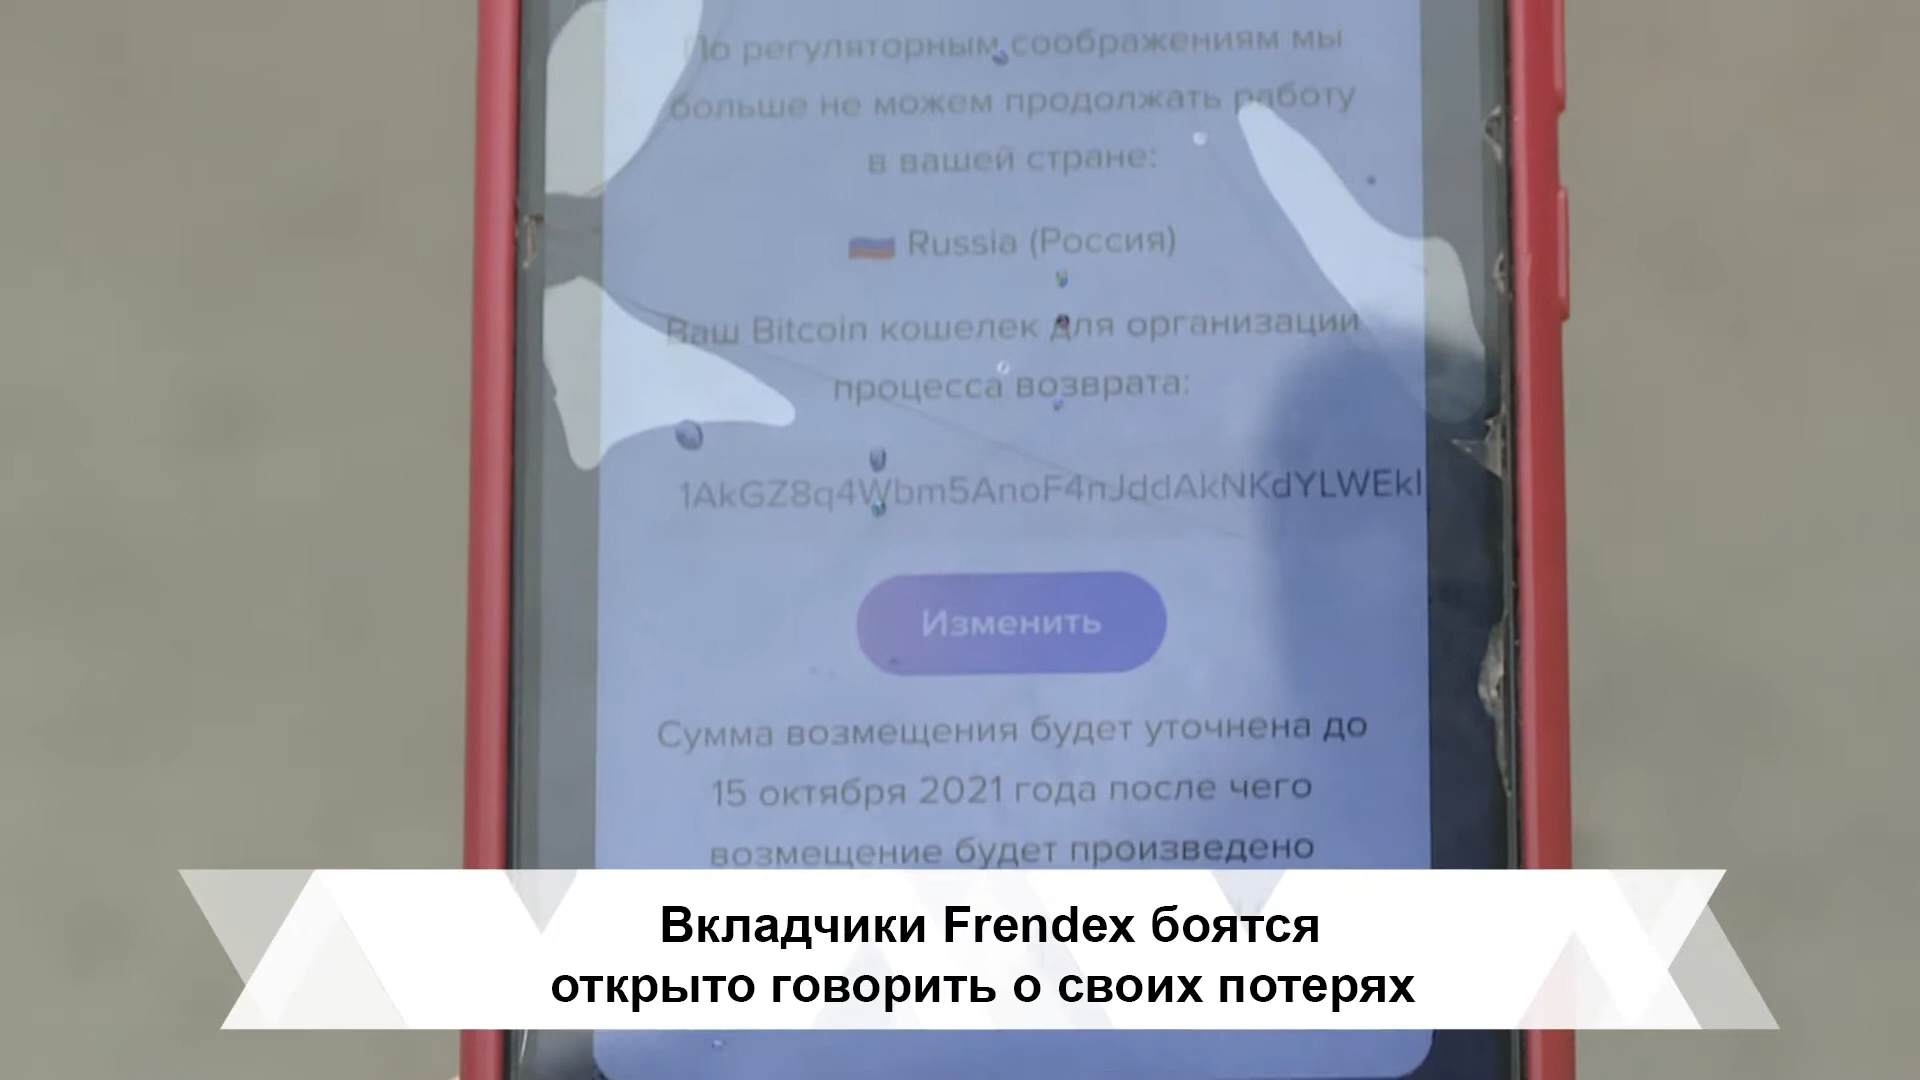 По регуляторным соображениям мы
больше не можем продолжать работу
в вашей стране:
Russia (Россия)
Ваш Bitcoin кошелек для организации
процесса возврата:
1AkGZ8q4Wbm5AnoF4nJddAkNKdYLWEkl
Изменить
Сумма возмещения будет уточнена до
15 октября 2021 года после чего
возмещение будет произведено
Вкладчики Frendex боятся
открыто говорить о своих потерях